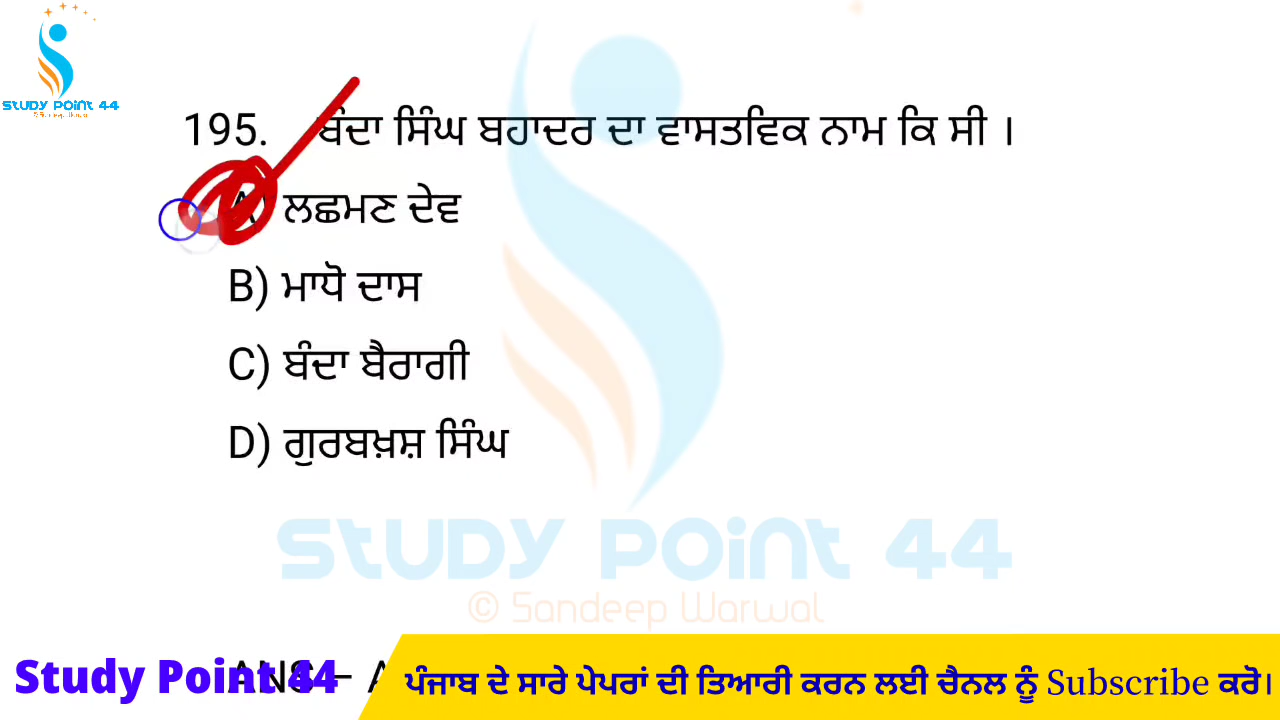 STUDY POINT 44
195. ਬੰਦਾ ਸਿੰਘ ਬਹਾਦਰ ਦਾ ਵਾਸਤਵਿਕ ਨਾਮ ਕਿ ਸੀ ।
A) ਲਛਮਣ ਦੇਵ
B) ਮਾਧੋ ਦਾਸ
C) ਬੰਦਾ ਬੈਰਾਗੀ
D) ਗੁਰਬਖ਼ਸ਼ ਸਿੰਘ
STUDY POINT 44
© Sandeep Warwal
ANS – A
Study Point 44
ਪੰਜਾਬ ਦੇ ਸਾਰੇ ਪੇਪਰਾਂ ਦੀ ਤਿਆਰੀ ਕਰਨ ਲਈ ਚੈਨਲ ਨੂੰ Subscribe ਕਰੋ।